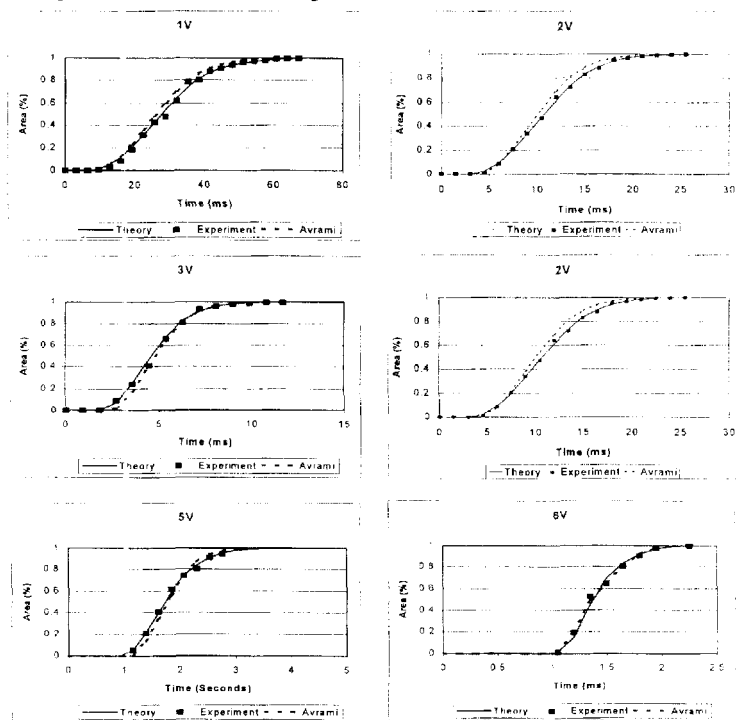 1V
1
0 8
0 6
0 4
0 2
0
Area (%)
0 20 40 60 80
Time (ms)
Theory Experiment Avrami
2V
1
0.8
0.6
0.4
0.2
0
Area (%)
0 5 10 15 20 25 30
Time (ms)
Theory Experiment Avrami
3V
1
0 8
0 6
0 4
0 2
0
Area (%)
0 5 10 15
Time (ms)
Theory Experiment Avrami
2V
1
0.8
0.6
0.4
0.2
0
Area (%)
0 5 10 15 20 25 30
Time (ms)
Theory Experiment Avrami
5V
1
0 8
0 6
0 4
0 2
0
Area (%)
0 1 2 3 4 5
Time (Seconds)
Theory Experiment Avrami
6V
1
0 8
0 6
0 4
0 2
0
Area (%)
0 0.5 1 1.5 2 2.5
Time (ms)
Theory Experiment Avrami